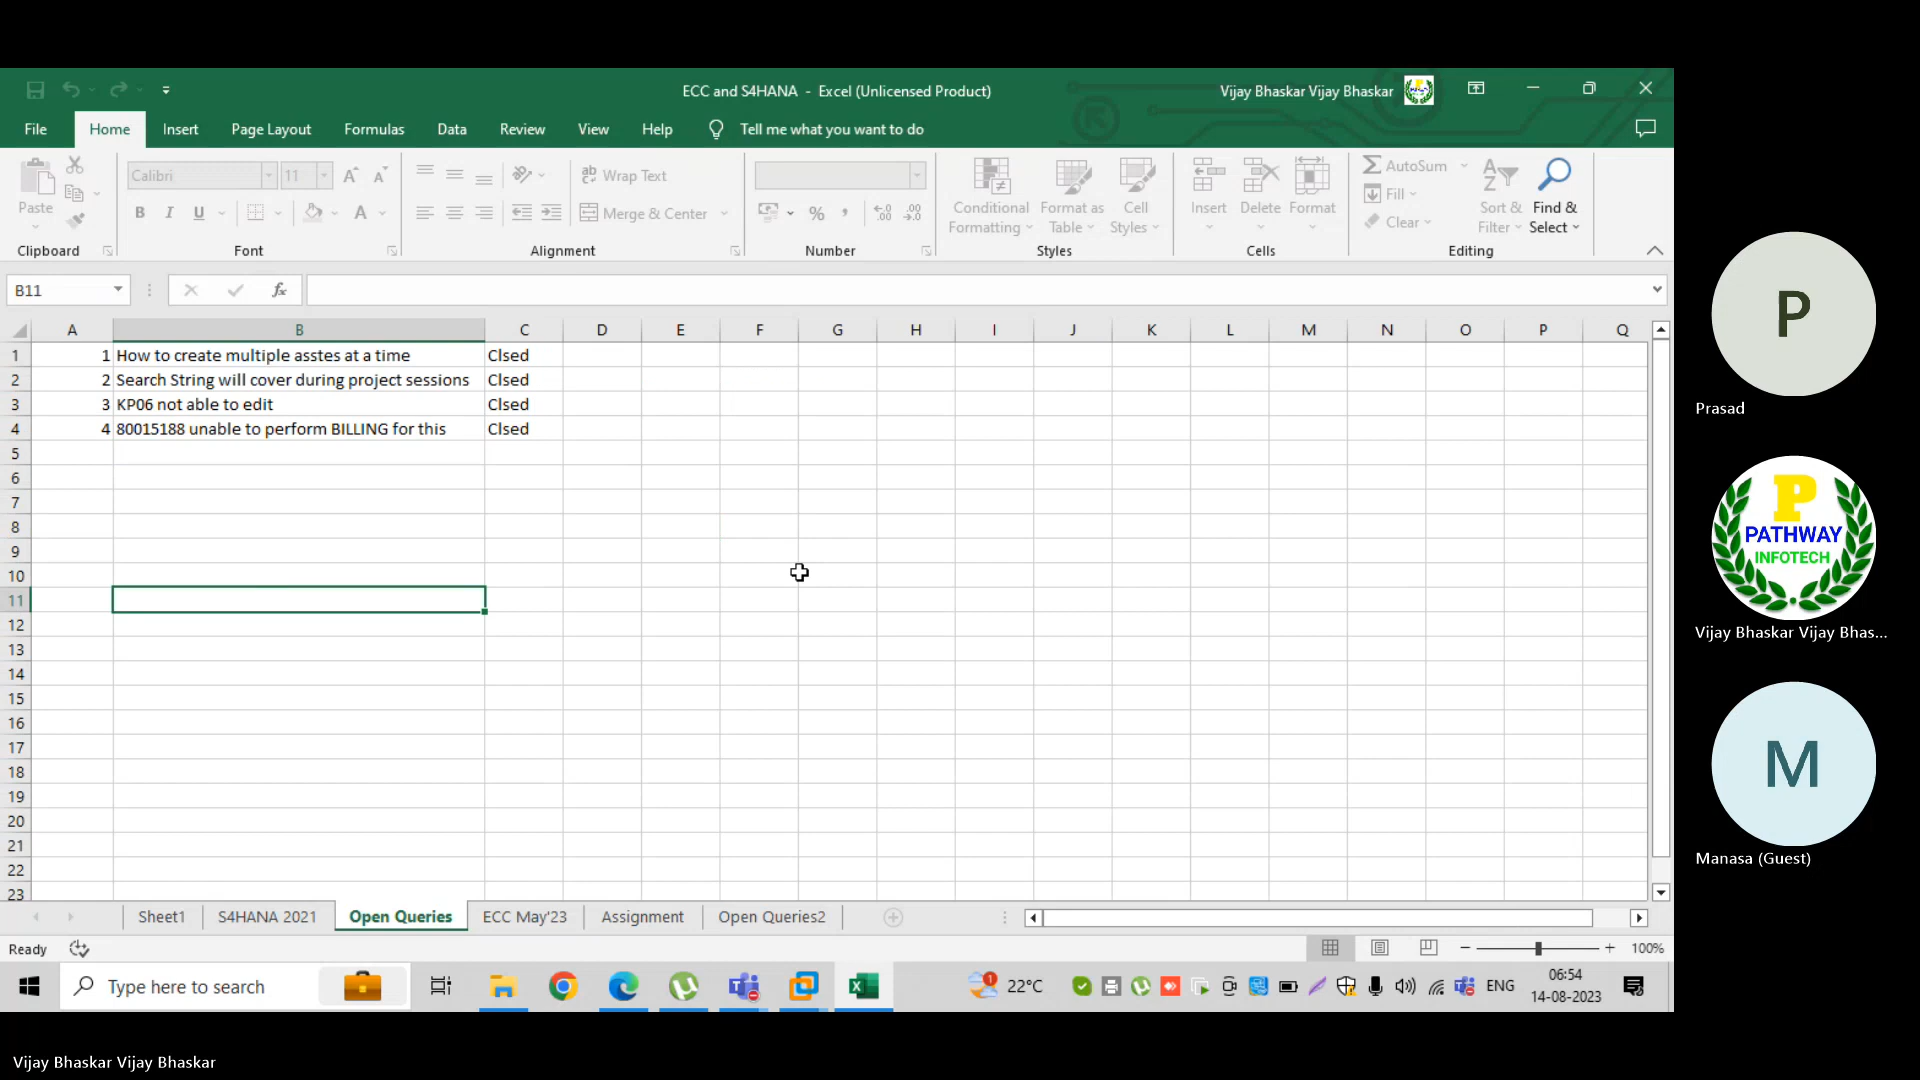 ECC and S4HANA - Excel (Unlicensed Product)
Vijay Bhaskar Vijay Bhaskar
File Home Insert Page Layout Formulas Data Review View Help Tell me what you want to do
Calibri 11
Wrap Text
AutoSum
Fill
Clear
Paste
B I U
A
Merge & Center
%
Conditional Formatting
Format as Table
Cell Styles
Insert Delete Format
Sort & Filter
Find & Select
Clipboard Font Alignment Number Styles Cells Editing
B11
fx
A B C D E F G H I J K L M N O P Q
1 1 How to create multiple asstes at a time Clsed
2 2 Search String will cover during project sessions Clsed
3 3 KP06 not able to edit Clsed
4 4 80015188 unable to perform BILLING for this Clsed
5
6
7
8
9
10
11
12
13
14
15
16
17
18
19
20
21
22
23
Sheet1 S4HANA 2021 Open Queries ECC May'23 Assignment Open Queries2
Ready
100%
Type here to search
22°C
ENG
06:54
14-08-2023
P
Prasad
P
PATHWAY
INFOTECH
Vijay Bhaskar Vijay Bhas...
M
Manasa (Guest)
Vijay Bhaskar Vijay Bhaskar